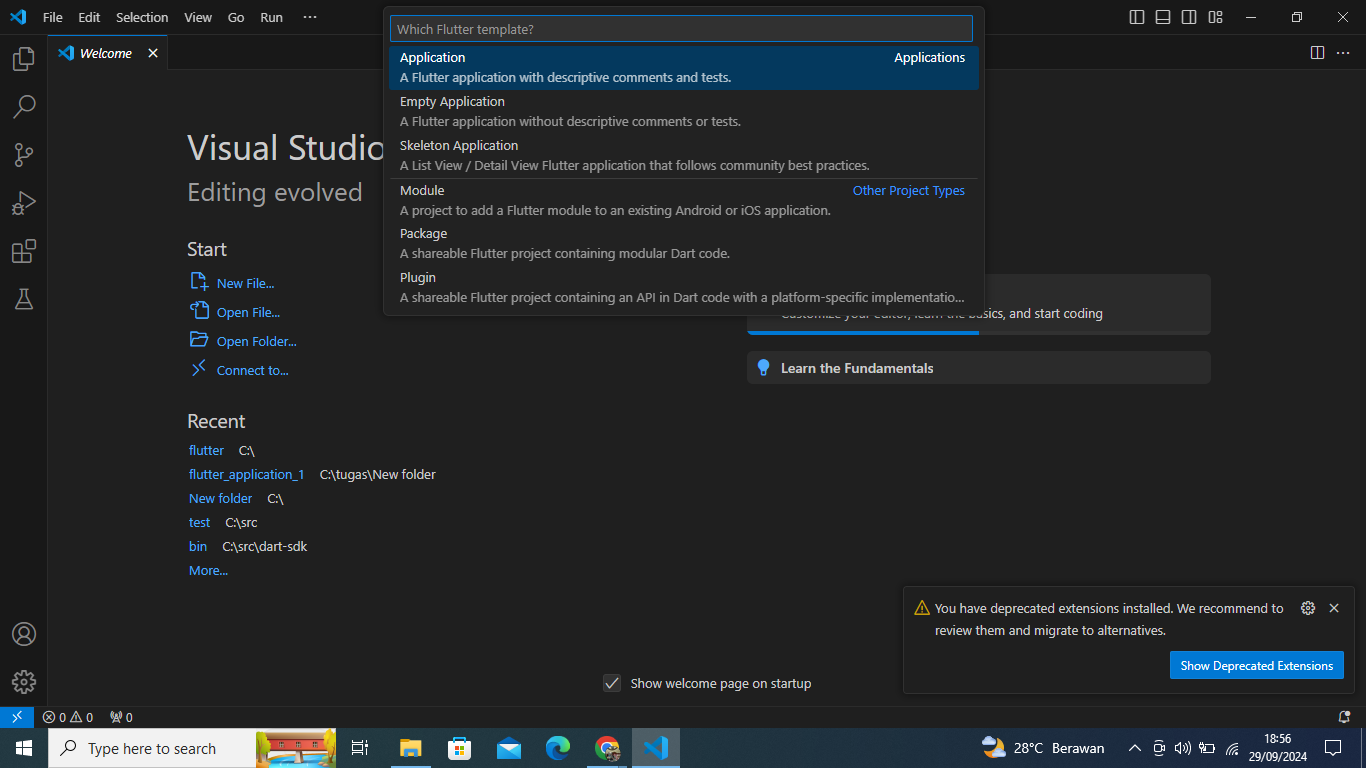 File Edit Selection View Go Run ···
Which Flutter template?
Welcome
Application Applications
A Flutter application with descriptive comments and tests.
Empty Application
A Flutter application without descriptive comments or tests.
Skeleton Application
A List View / Detail View Flutter application that follows community best practices.
Module Other Project Types
A project to add a Flutter module to an existing Android or iOS application.
Package
A shareable Flutter project containing modular Dart code.
Plugin
A shareable Flutter project containing an API in Dart code with a platform-specific implementatio...
Visual Studio
Editing evolved
Start
New File...
Open File...
Open Folder...
Connect to...
Recent
flutter C:\
flutter_application_1 C:\tugas\New folder
New folder C:\
test C:\src
bin C:\src\dart-sdk
More...
Customize your editor, learn the basics, and start coding
Learn the Fundamentals
You have deprecated extensions installed. We recommend to
review them and migrate to alternatives.
Show Deprecated Extensions
Show welcome page on startup
0 0 0
Type here to search
28°C Berawan
18:56
29/09/2024